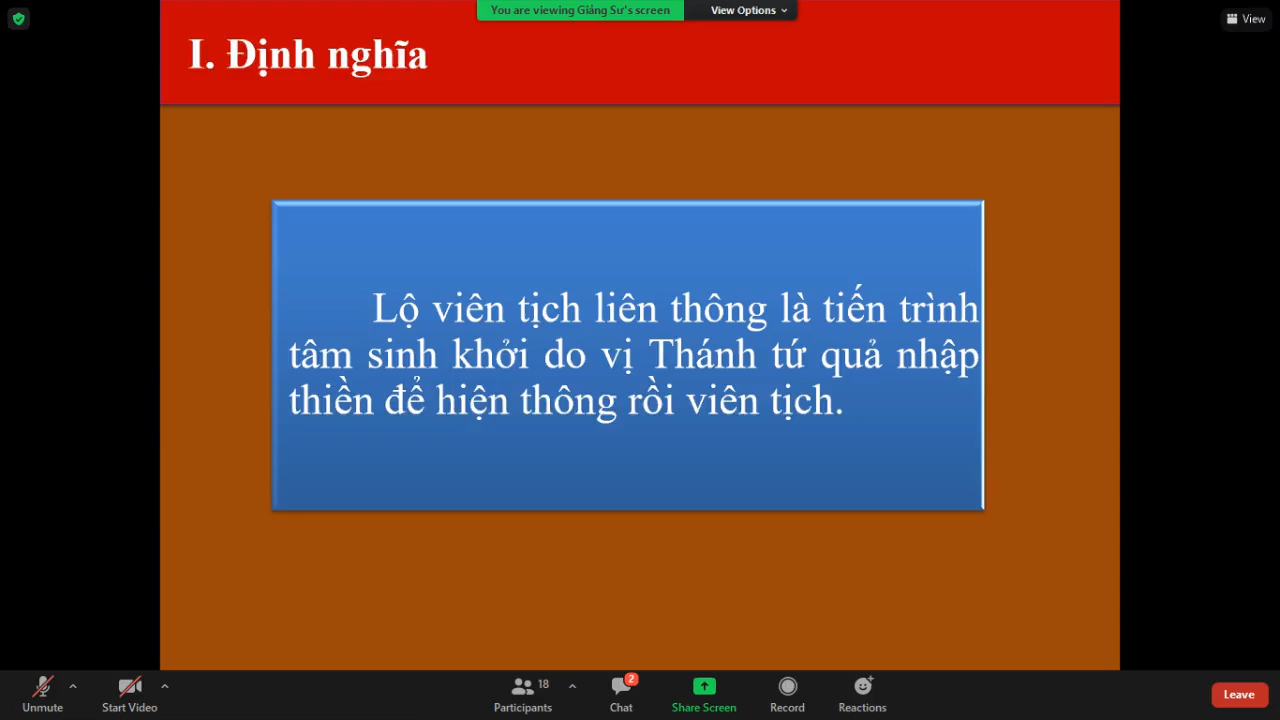 You are viewing Giảng Sư's screen
View Options
View
I. Định nghĩa
Lộ viên tịch liên thông là tiến trình
tâm sinh khởi do vị Thánh tứ quả nhập
thiền để hiện thông rồi viên tịch.
Unmute
Start Video
18
Participants
2
Chat
Share Screen
Record
Reactions
Leave